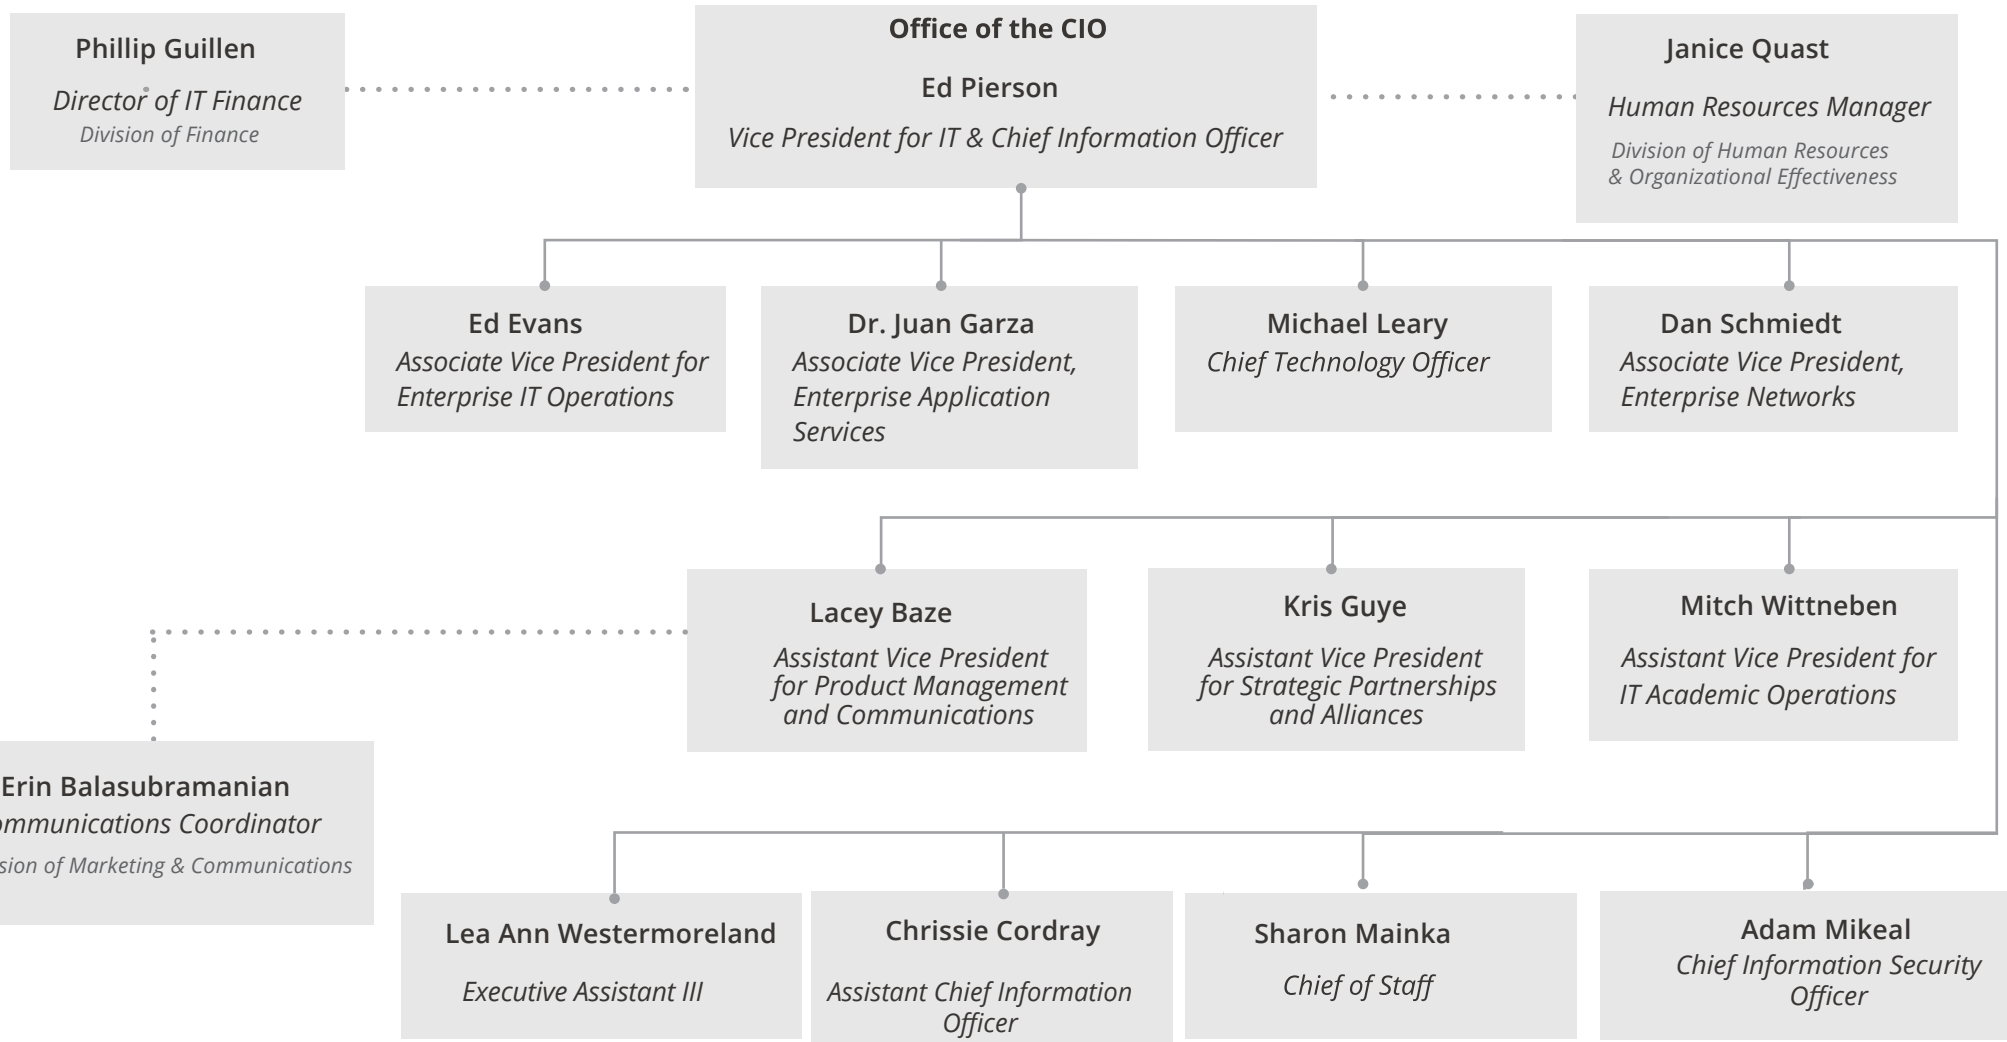 Phillip Guillen
Director of IT Finance
Division of Finance
Office of the CIO
Ed Pierson
Vice President for IT & Chief Information Officer
Janice Quast
Human Resources Manager
Division of Human Resources
& Organizational Effectiveness
Ed Evans
Associate Vice President for
Enterprise IT Operations
Dr. Juan Garza
Associate Vice President,
Enterprise Application
Services
Michael Leary
Chief Technology Officer
Dan Schmiedt
Associate Vice President,
Enterprise Networks
Lacey Baze
Assistant Vice President
for Product Management
and Communications
Kris Guye
Assistant Vice President
for Strategic Partnerships
and Alliances
Mitch Wittneben
Assistant Vice President for
IT Academic Operations
Erin Balasubramanian
ommunications Coordinator
sion of Marketing & Communications
Lea Ann Westermoreland
Executive Assistant III
Chrissie Cordray
Assistant Chief Information
Officer
Sharon Mainka
Chief of Staff
Adam Mikeal
Chief Information Security
Officer